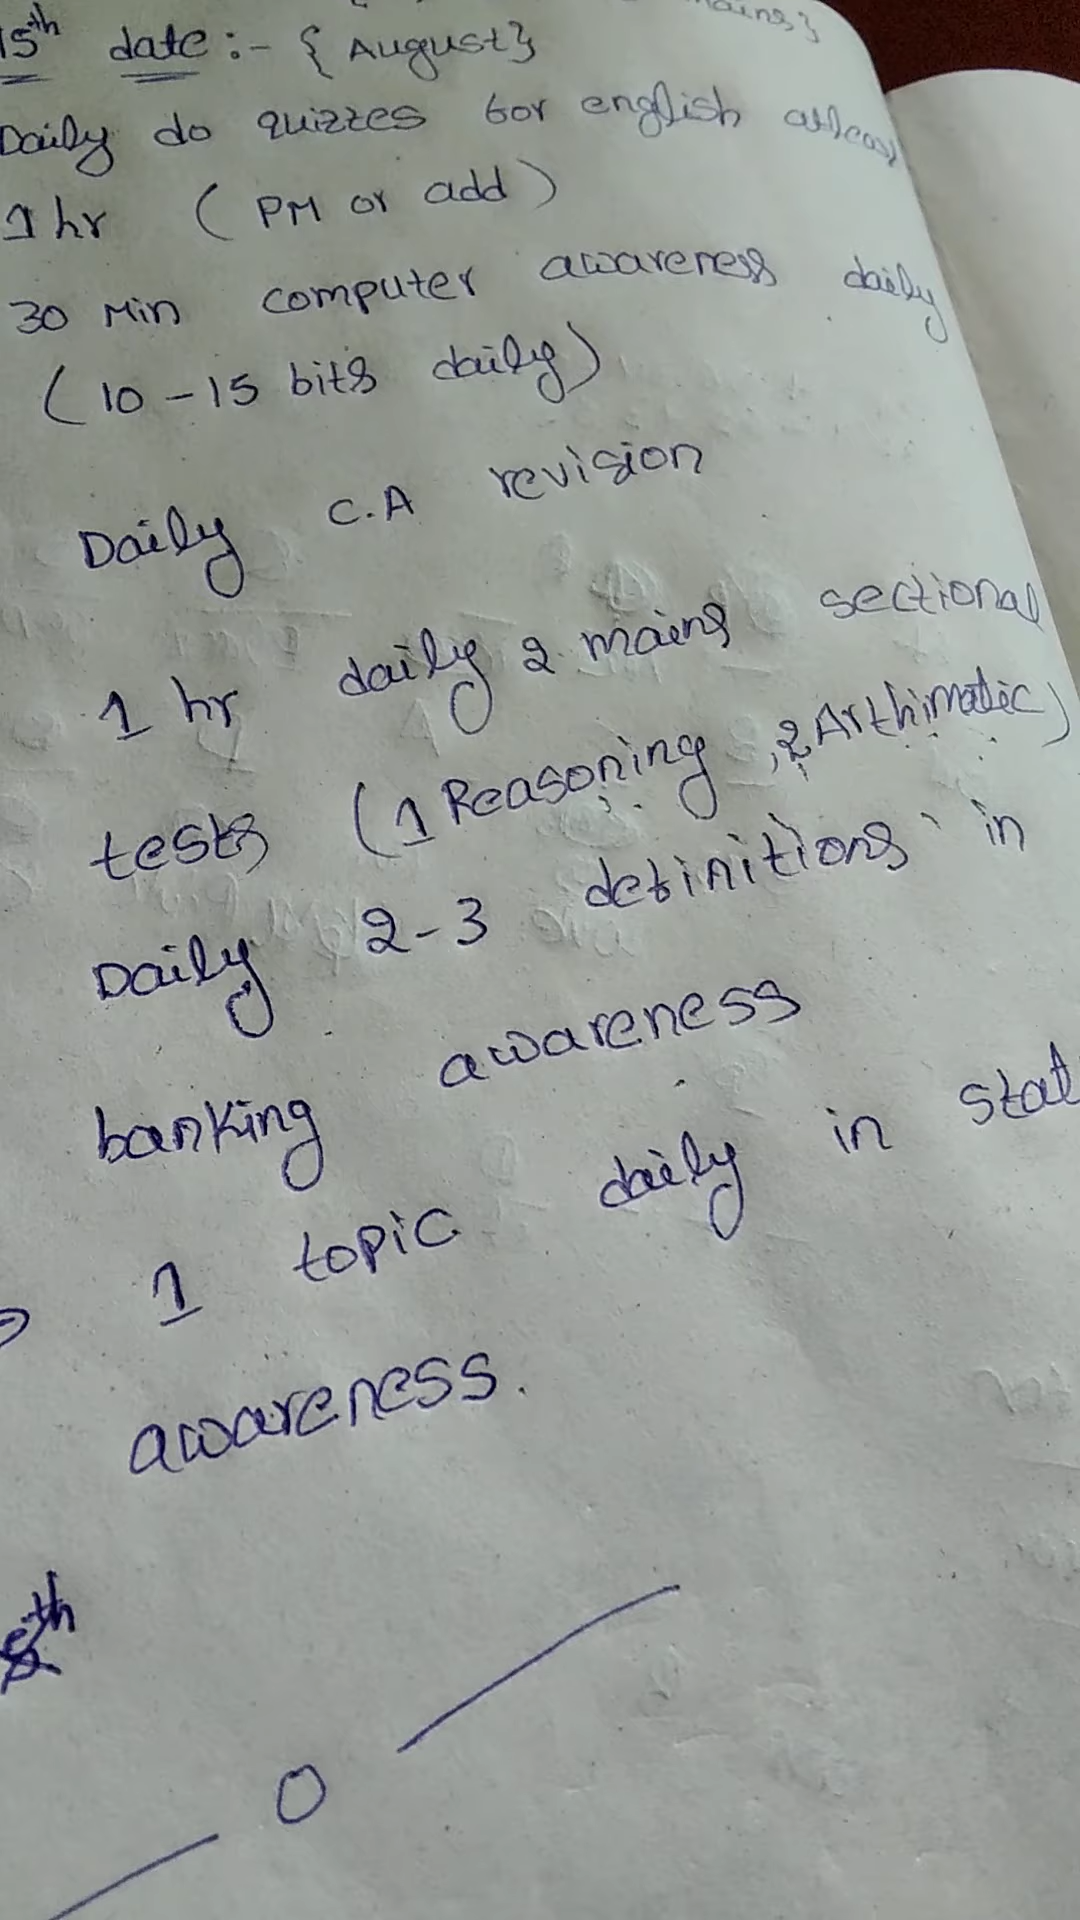 mains}
15th date :- { August}
Daily do quizzes for english atleast
1 hr ( PM or add )
30 Min computer awareness daily
( 10 - 15 bits daily )
Daily C.A revision
1 hr daily 2 mains sectional
tests (1 Reasoning , 2 Arthimatic)
Daily 2-3 definitions in
banking awareness
1 topic daily in stat
awareness.